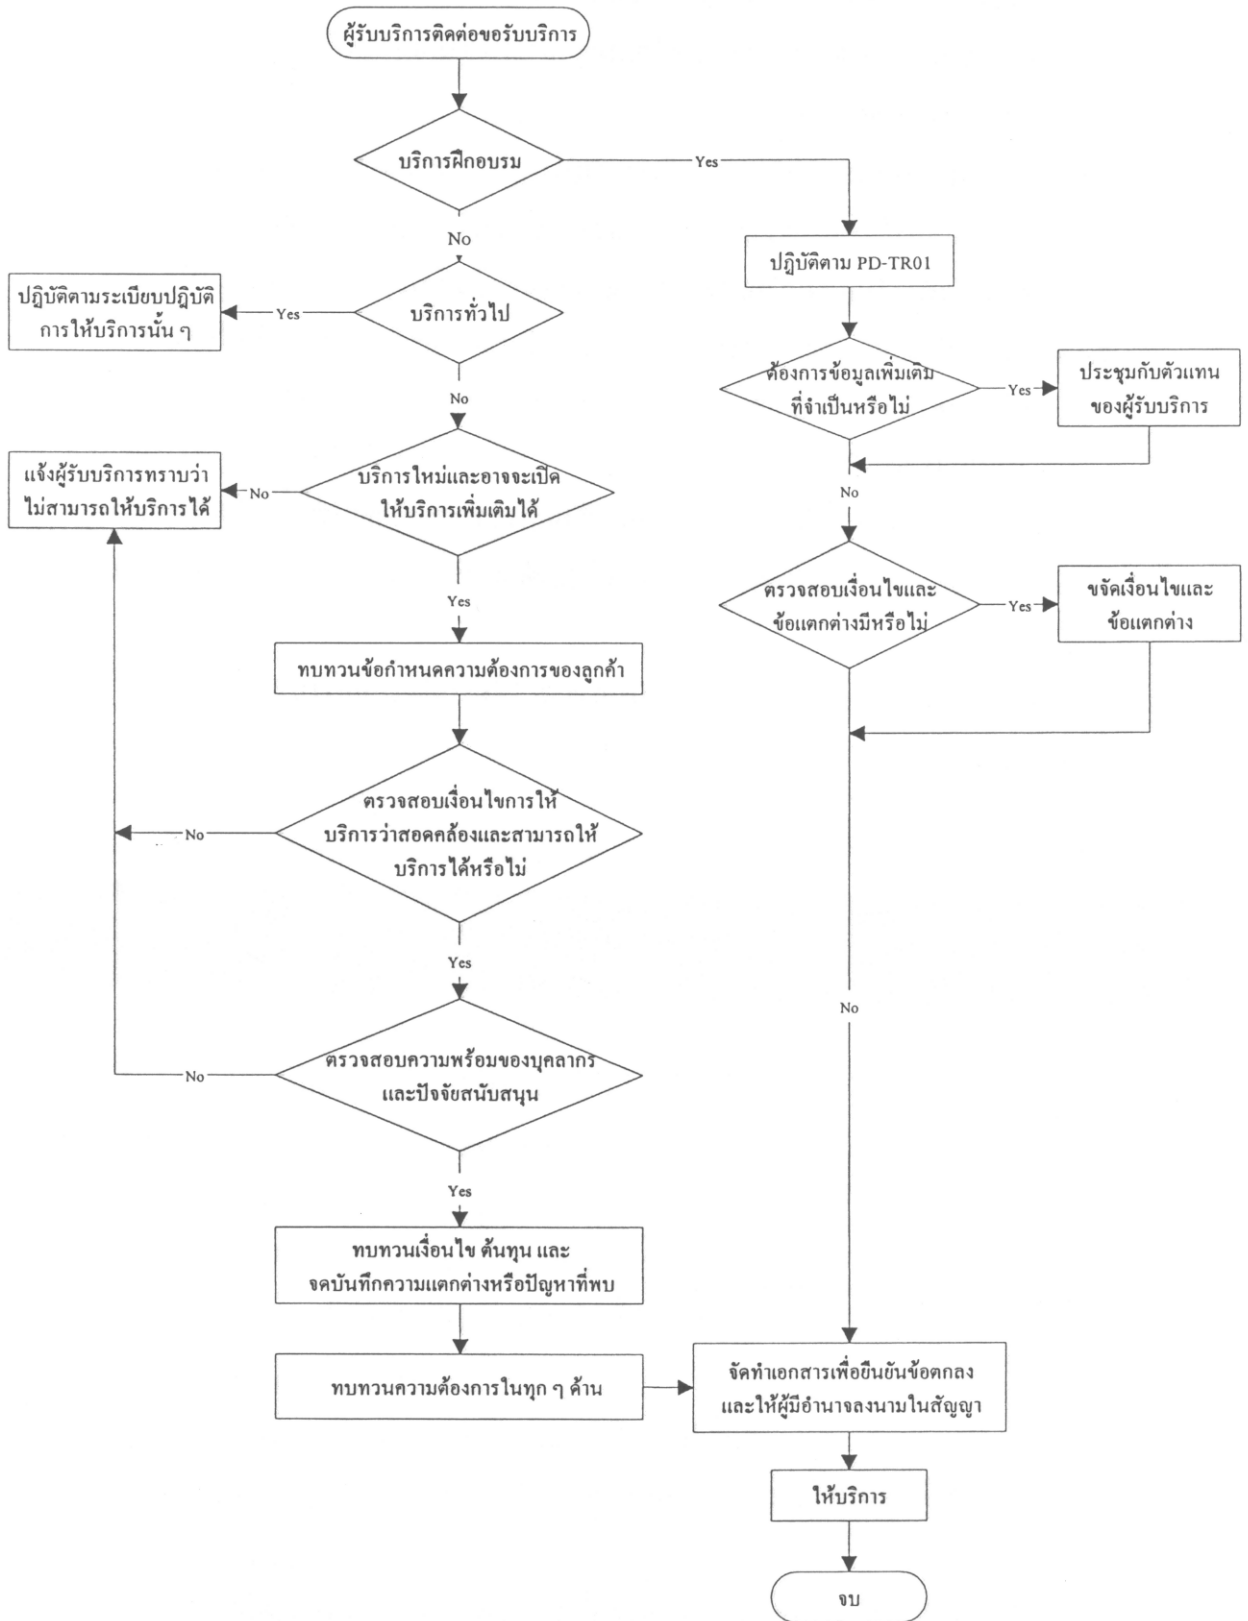 ผู้รับบริการติดต่อขอรับบริการ
บริการฝึกอบรม
Yes
No
ปฏิบัติตาม PD-TR01
ปฏิบัติตามระเบียบปฏิบัติ
การให้บริการนั้น ๆ
Yes
บริการทั่วไป
ต้องการข้อมูลเพิ่มเติม
ที่จำเป็นหรือไม่
Yes
ประชุมกับตัวแทน
ของผู้รับบริการ
No
แจ้งผู้รับบริการทราบว่า
ไม่สามารถให้บริการได้
No
บริการใหม่และอาจจะเปิด
ให้บริการเพิ่มเติมได้
No
ตรวจสอบเงื่อนไขและ
ข้อแตกต่างมีหรือไม่
Yes
ขจัดเงื่อนไขและ
ข้อแตกต่าง
Yes
ทบทวนข้อกำหนดความต้องการของลูกค้า
ตรวจสอบเงื่อนไขการให้
บริการว่าสอดคล้องและสามารถให้
บริการได้หรือไม่
No
Yes
No
ตรวจสอบความพร้อมของบุคลากร
และปัจจัยสนับสนุน
No
Yes
ทบทวนเงื่อนไข ต้นทุน และ
จดบันทึกความแตกต่างหรือปัญหาที่พบ
ทบทวนความต้องการในทุก ๆ ด้าน
จัดทำเอกสารเพื่อยืนยันข้อตกลง
และให้ผู้มีอำนาจลงนามในสัญญา
ให้บริการ
จบ